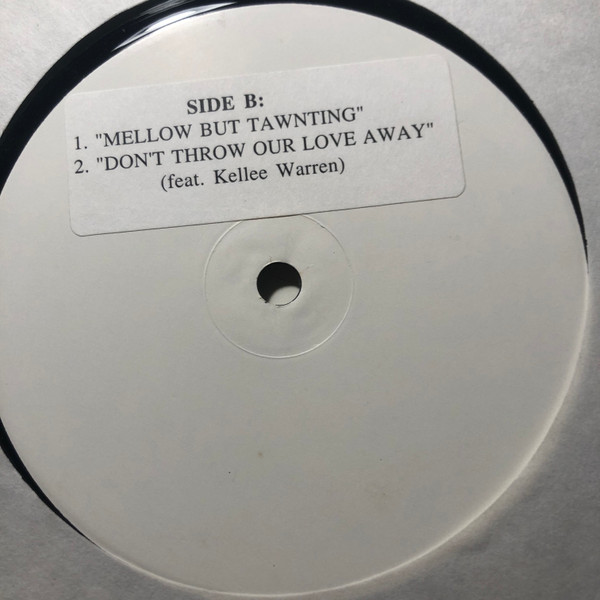 SIDE B:
1. "MELLOW BUT TAWNTING"
2. "DON'T THROW OUR LOVE AWAY"
(feat. Kellee Warren)